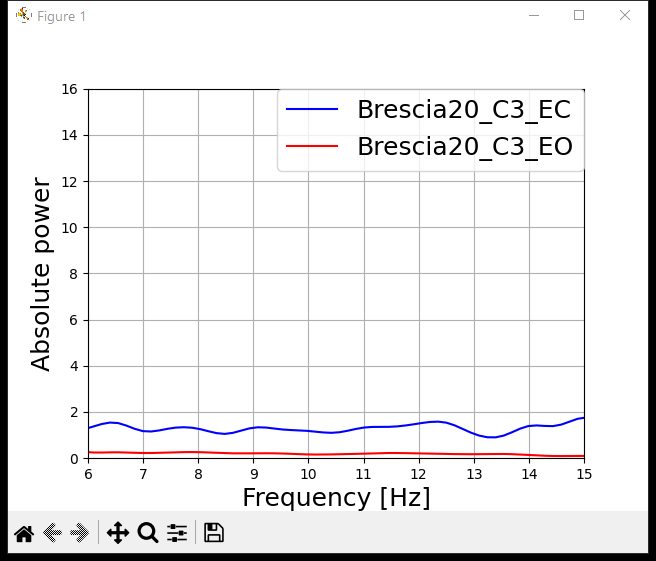 Figure 1
16
14
12
10
8
6
4
2
0
Absolute power
Brescia20_C3_EC
Brescia20_C3_EO
6 7 8 9 10 11 12 13 14 15
Frequency [Hz]